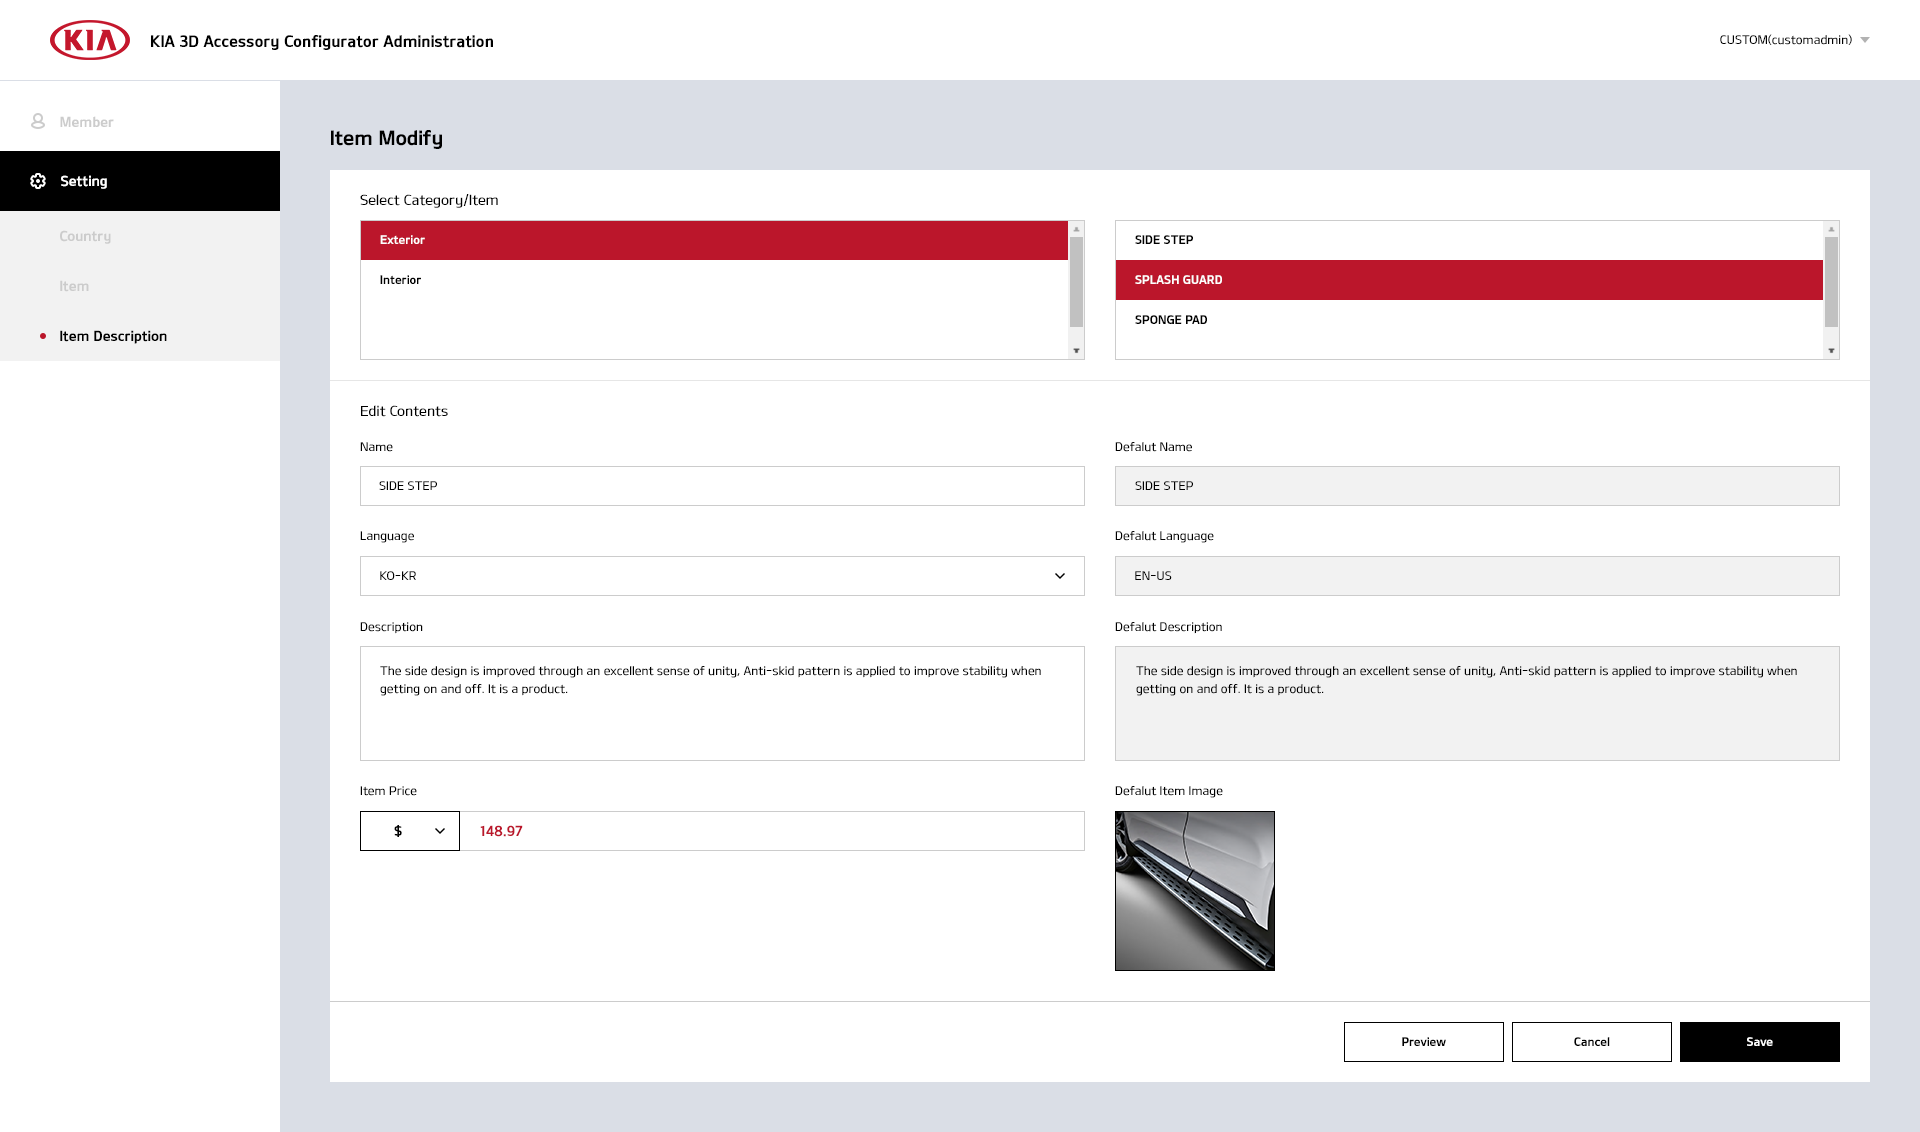 KIA
KIA 3D Accessory Configurator Administration
CUSTOM(customadmin)
Member
Setting
Country
Item
Item Description
Item Modify
Select Category/Item
Exterior
Interior
SIDE STEP
SPLASH GUARD
SPONGE PAD
Edit Contents
Name
SIDE STEP
Defalut Name
SIDE STEP
Language
KO-KR
Defalut Language
EN-US
Description
The side design is improved through an excellent sense of unity, Anti-skid pattern is applied to improve stability when
getting on and off. It is a product.
Defalut Description
The side design is improved through an excellent sense of unity, Anti-skid pattern is applied to improve stability when
getting on and off. It is a product.
Item Price
$ 148.97
Defalut Item Image
Preview
Cancel
Save